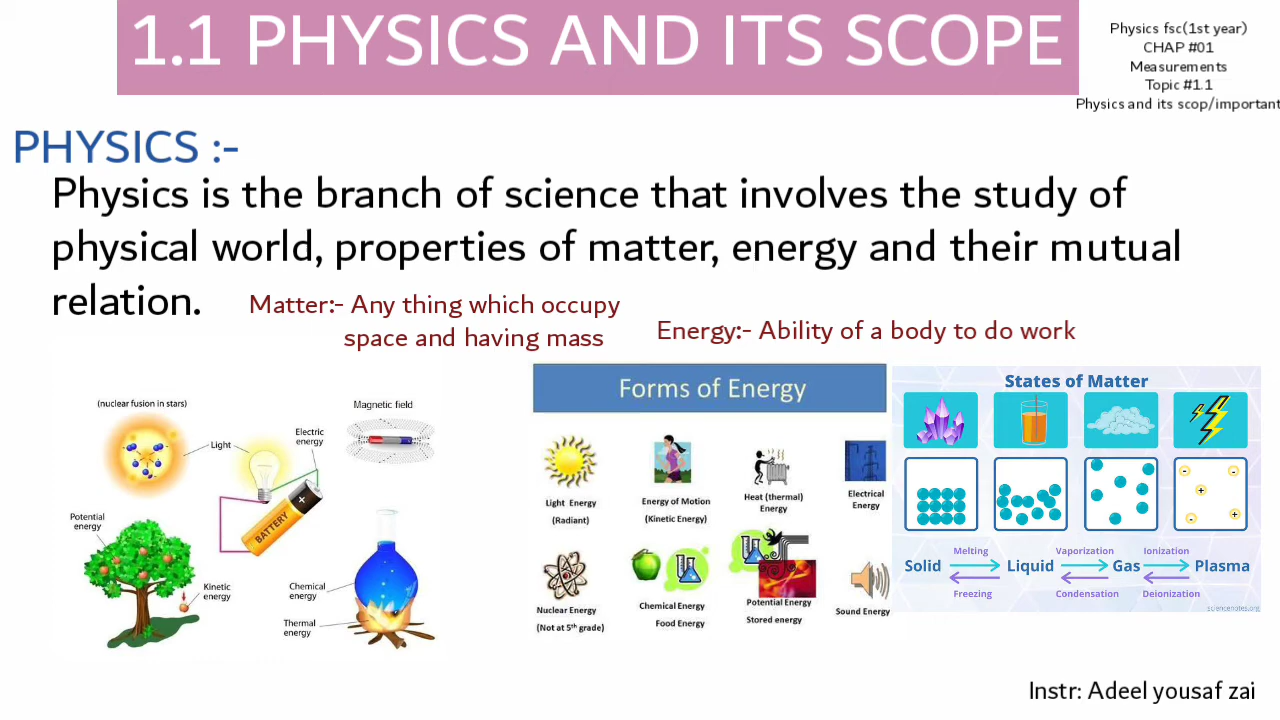 1.1 PHYSICS AND ITS SCOPE
Physics fsc(1st year)
CHAP #01
Measurements
Topic #1.1
Physics and its scop/important
PHYSICS :-
Physics is the branch of science that involves the study of
physical world, properties of matter, energy and their mutual
relation.
Matter:- Any thing which occupy
space and having mass
Energy:- Ability of a body to do work
(nuclear fusion in stars)
Light
Electric
energy
Magnetic field
BATTERY
+
Potential
energy
Kinetic
energy
Chemical
energy
Thermal
energy
Forms of Energy
Light Energy
(Radiant)
Energy of Motion
(Kinetic Energy)
Heat (thermal)
Energy
Electrical
Energy
Nuclear Energy
(Not at 5th grade)
Chemical Energy
Food Energy
Potential Energy
Stored energy
Sound Energy
States of Matter
- -
+
- +
Melting Vaporization Ionization
Solid Liquid Gas Plasma
Freezing Condensation Deionization
sciencenotes.org
Instr: Adeel yousaf zai